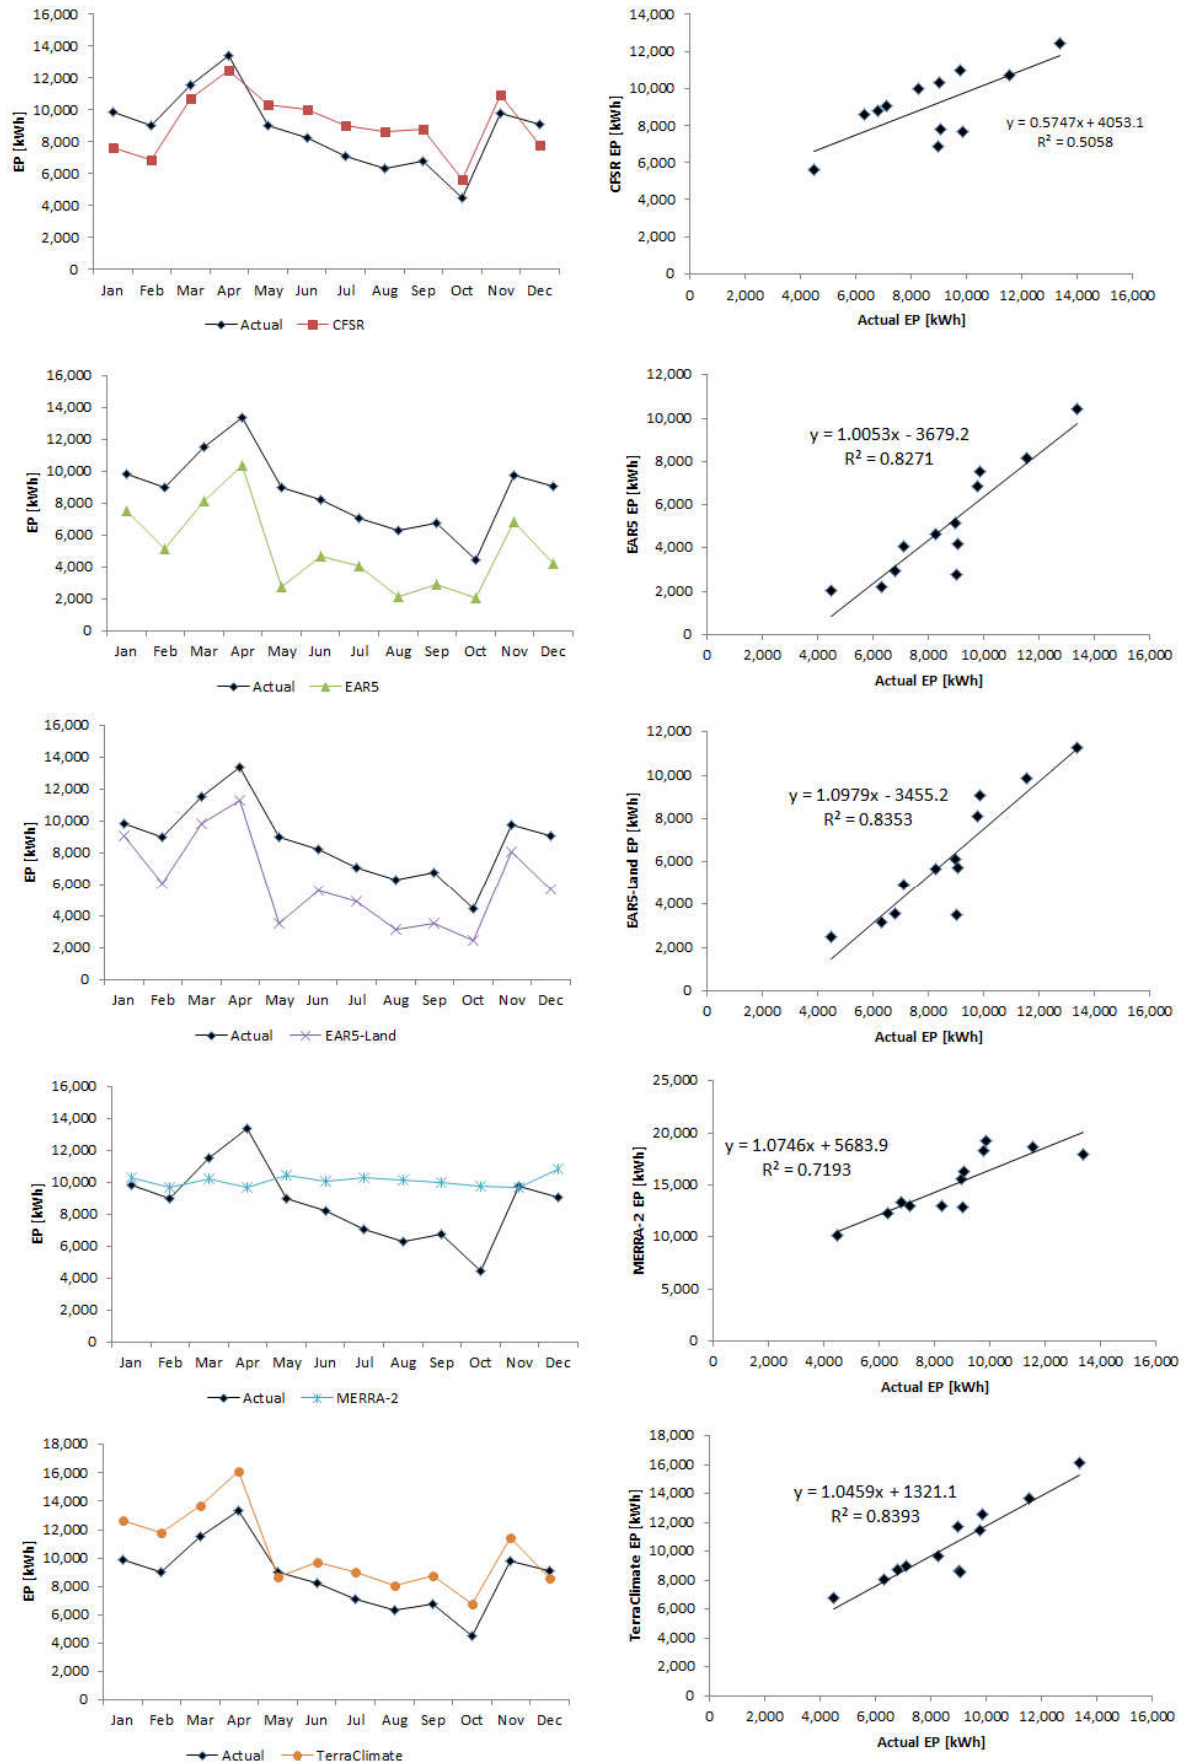 16,000
14,000
12,000
10,000
8,000
6,000
4,000
2,000
0
EP [kWh]
Jan Feb Mar Apr May Jun Jul Aug Sep Oct Nov Dec
Actual CFSR
14,000
12,000
10,000
8,000
6,000
4,000
2,000
0
CFSR EP [kWh]
y = 0.5747x + 4053.1
R² = 0.5058
0 2,000 4,000 6,000 8,000 10,000 12,000 14,000 16,000
Actual EP [kWh]
16,000
14,000
12,000
10,000
8,000
6,000
4,000
2,000
0
EP [kWh]
Jan Feb Mar Apr May Jun Jul Aug Sep Oct Nov Dec
Actual EAR5
12,000
10,000
8,000
6,000
4,000
2,000
0
EAR5 EP [kWh]
y = 1.0053x - 3679.2
R² = 0.8271
0 2,000 4,000 6,000 8,000 10,000 12,000 14,000 16,000
Actual EP [kWh]
16,000
14,000
12,000
10,000
8,000
6,000
4,000
2,000
0
EP [kWh]
Jan Feb Mar Apr May Jun Jul Aug Sep Oct Nov Dec
Actual EAR5-Land
12,000
10,000
8,000
6,000
4,000
2,000
0
EAR5-Land EP [kWh]
y = 1.0979x - 3455.2
R² = 0.8353
0 2,000 4,000 6,000 8,000 10,000 12,000 14,000 16,000
Actual EP [kWh]
16,000
14,000
12,000
10,000
8,000
6,000
4,000
2,000
0
EP [kWh]
Jan Feb Mar Apr May Jun Jul Aug Sep Oct Nov Dec
Actual MERRA-2
25,000
20,000
15,000
10,000
5,000
0
MERRA-2 EP [kWh]
y = 1.0746x + 5683.9
R² = 0.7193
0 2,000 4,000 6,000 8,000 10,000 12,000 14,000 16,000
Actual EP [kWh]
18,000
16,000
14,000
12,000
10,000
8,000
6,000
4,000
2,000
0
EP [kWh]
Jan Feb Mar Apr May Jun Jul Aug Sep Oct Nov Dec
Actual TerraClimate
18,000
16,000
14,000
12,000
10,000
8,000
6,000
4,000
2,000
0
TerraClimate EP [kWh]
y = 1.0459x + 1321.1
R² = 0.8393
0 2,000 4,000 6,000 8,000 10,000 12,000 14,000 16,000
Actual EP [kWh]